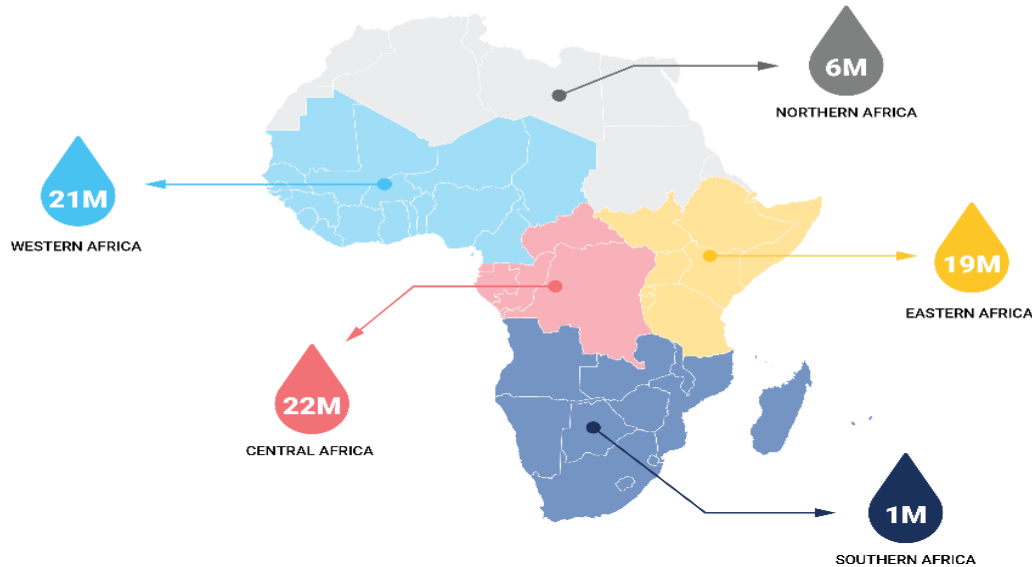 6M
NORTHERN AFRICA
21M
WESTERN AFRICA
19M
EASTERN AFRICA
22M
CENTRAL AFRICA
1M
SOUTHERN AFRICA